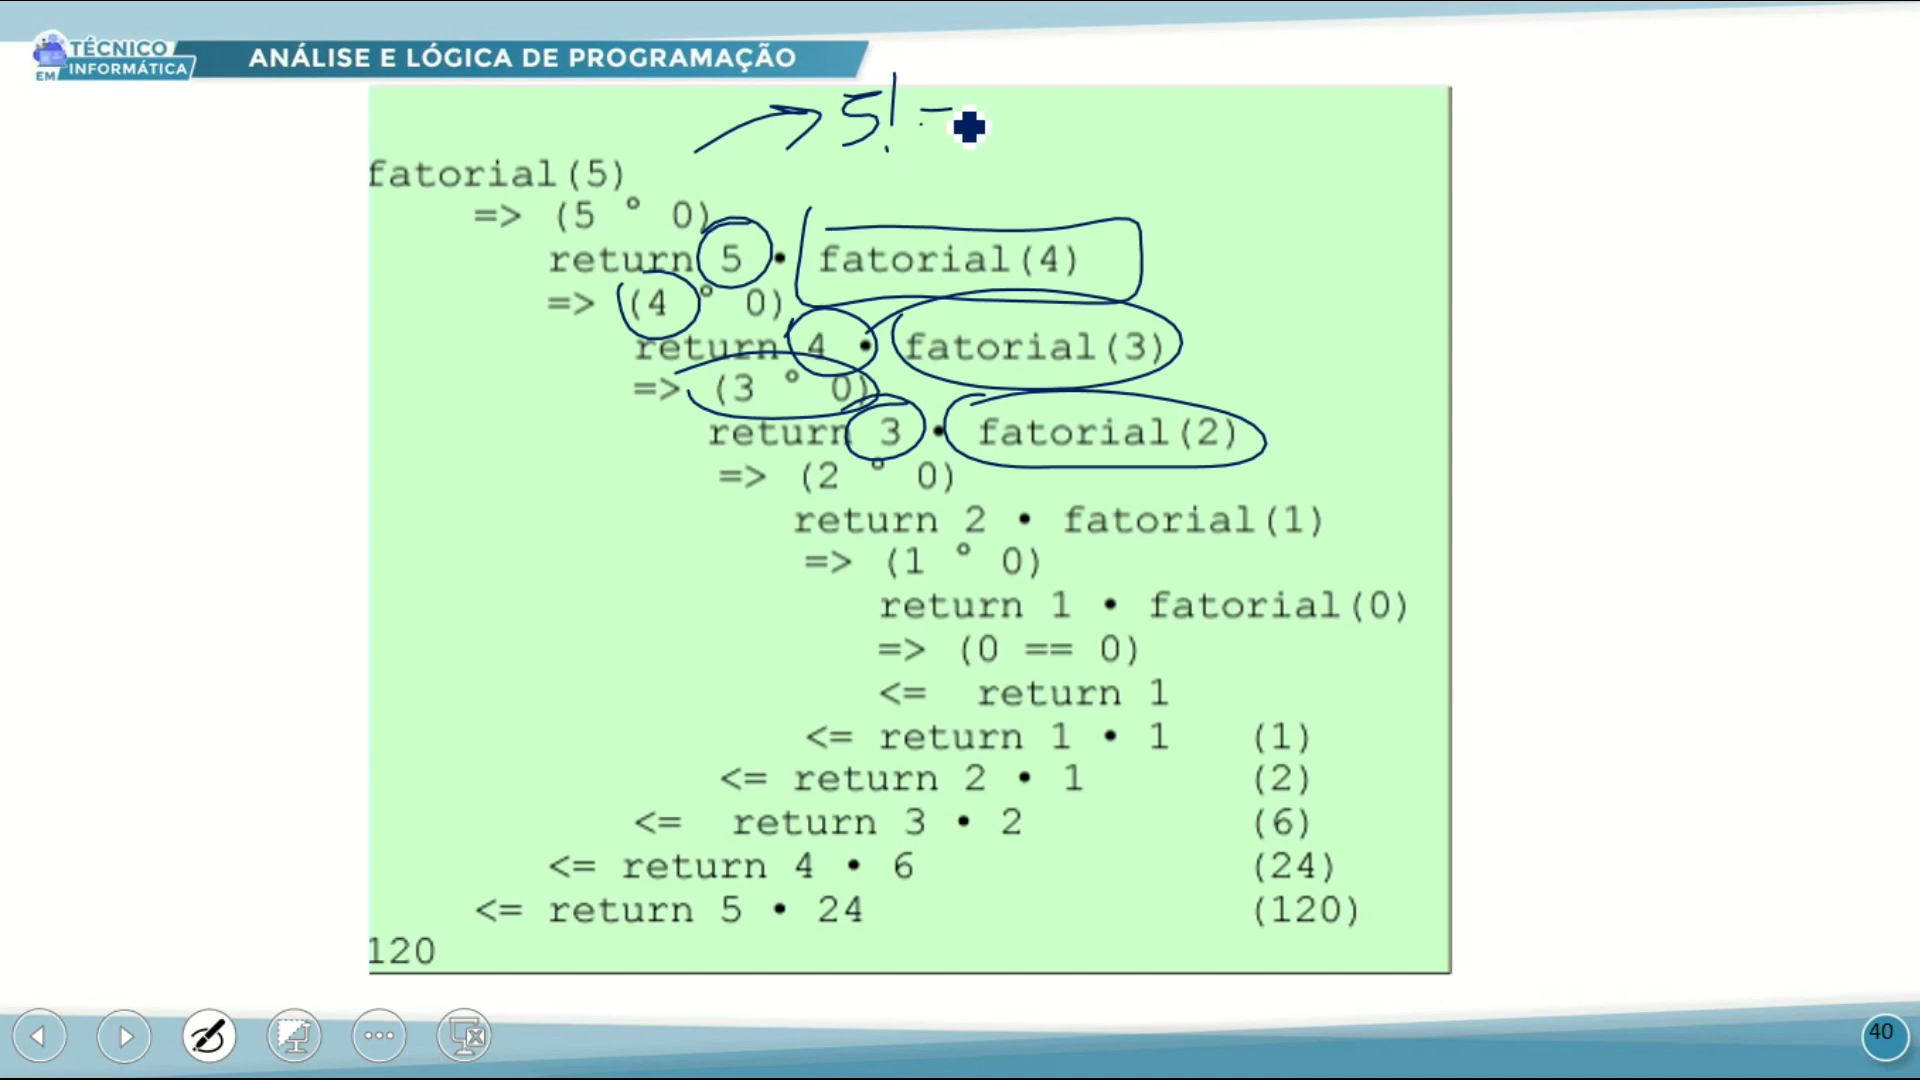 TÉCNICO
EM INFORMÁTICA
ANÁLISE E LÓGICA DE PROGRAMAÇÃO
5! =
fatorial(5)
=> (5 ° 0)
return 5 • fatorial(4)
=> (4 ° 0)
return 4 • fatorial(3)
=> (3 ° 0)
return 3 • fatorial(2)
=> (2 ° 0)
return 2 • fatorial(1)
=> (1 ° 0)
return 1 • fatorial(0)
=> (0 == 0)
<= return 1
<= return 1 • 1 (1)
<= return 2 • 1 (2)
<= return 3 • 2 (6)
<= return 4 • 6 (24)
<= return 5 • 24 (120)
120
40